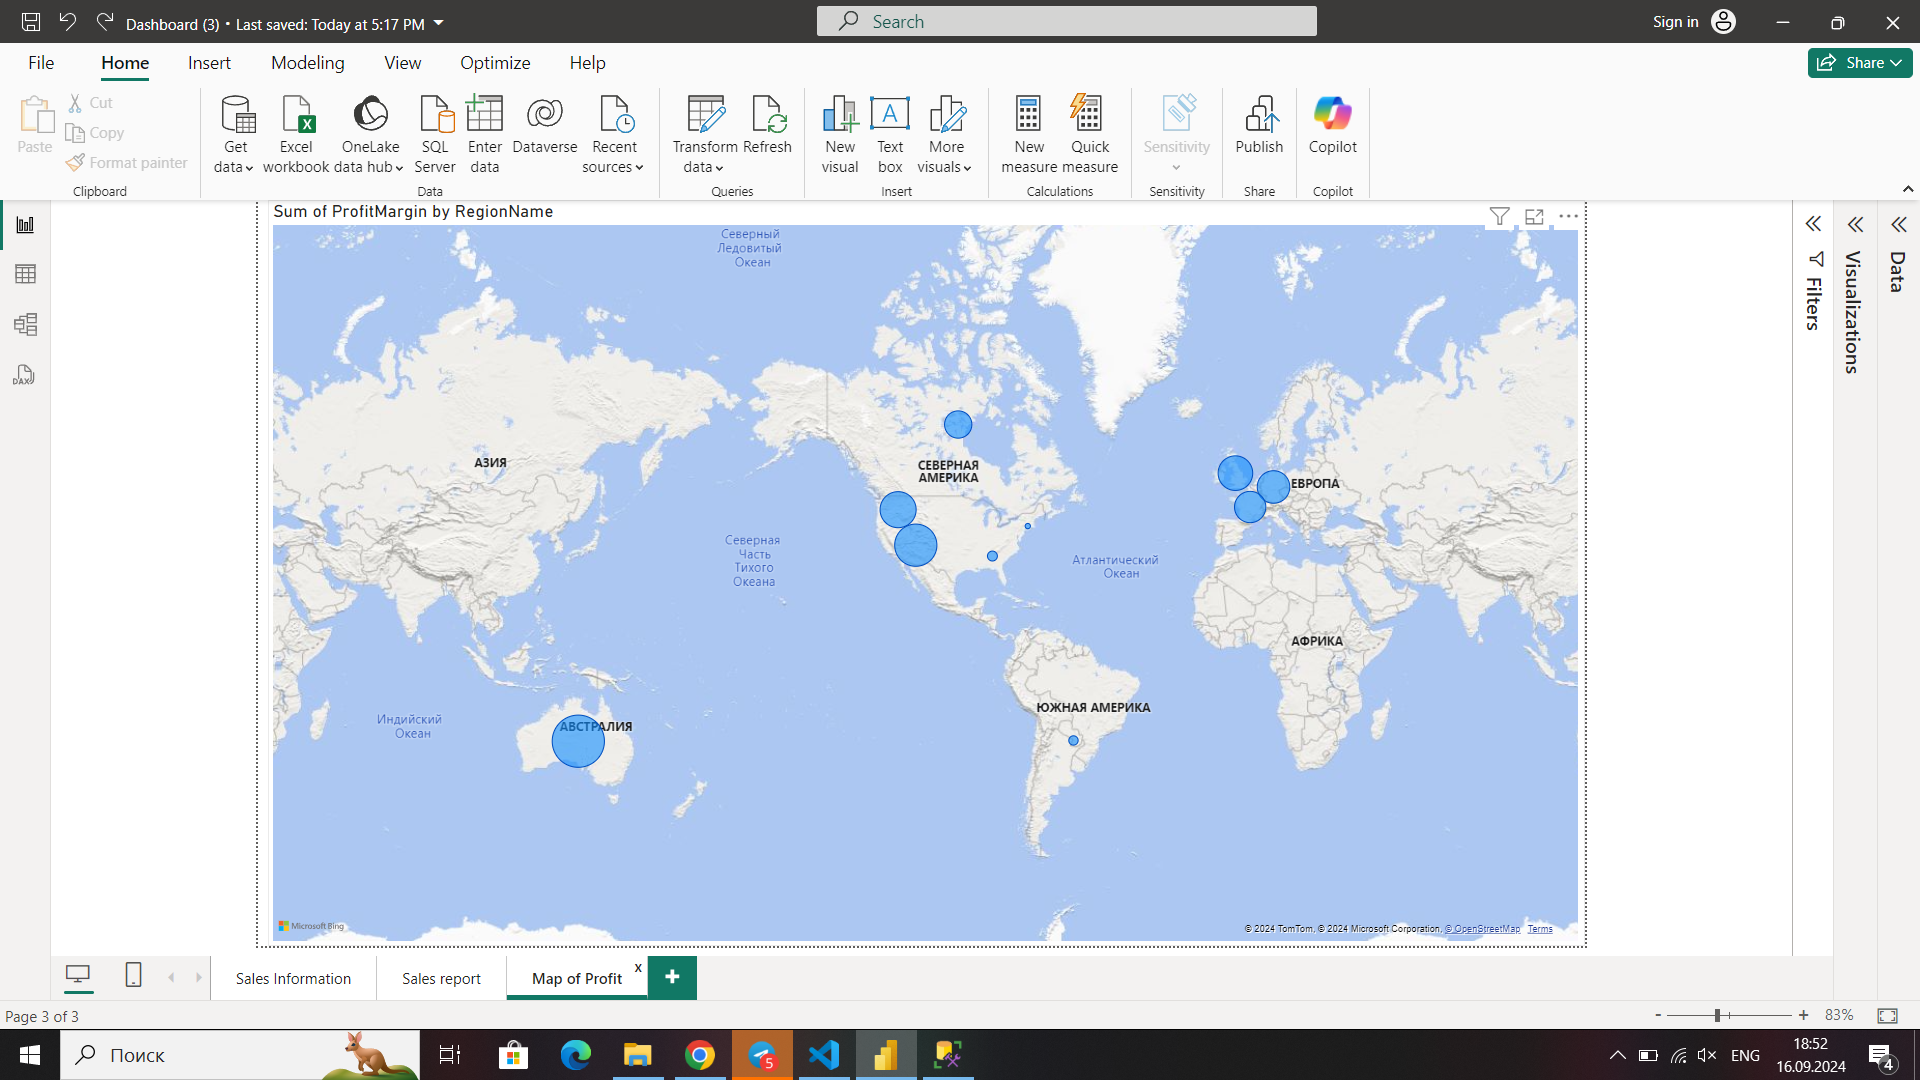 Dashboard (3) • Last saved: Today at 5:17 PM
Search
Sign in
File
Home
Insert
Modeling
View
Optimize
Help
Share
Paste
Cut
Copy
Format painter
Clipboard
Get
data
Excel
workbook
OneLake
data hub
SQL
Server
Enter
data
Dataverse
Recent
sources
Data
Transform
data
Refresh
Queries
New
visual
Text
box
More
visuals
Insert
New
measure
Quick
measure
Calculations
Sensitivity
Sensitivity
Publish
Share
Copilot
Copilot
DAX
Sum of ProfitMargin by RegionName
Северный
Ледовитый
Океан
АЗИЯ
СЕВЕРНАЯ
АМЕРИКА
ЕВРОПА
Северная
Часть
Тихого
Океана
Атлантический
Океан
АФРИКА
ЮЖНАЯ АМЕРИКА
Индийский
Океан
АВСТРАЛИЯ
Microsoft Bing
© 2024 TomTom, © 2024 Microsoft Corporation, © OpenStreetMap Terms
Filters
Visualizations
Data
Sales Information
Sales report
Map of Profit
x
+
Page 3 of 3
- + 83%
Поиск
5
ENG
18:52
16.09.2024
4